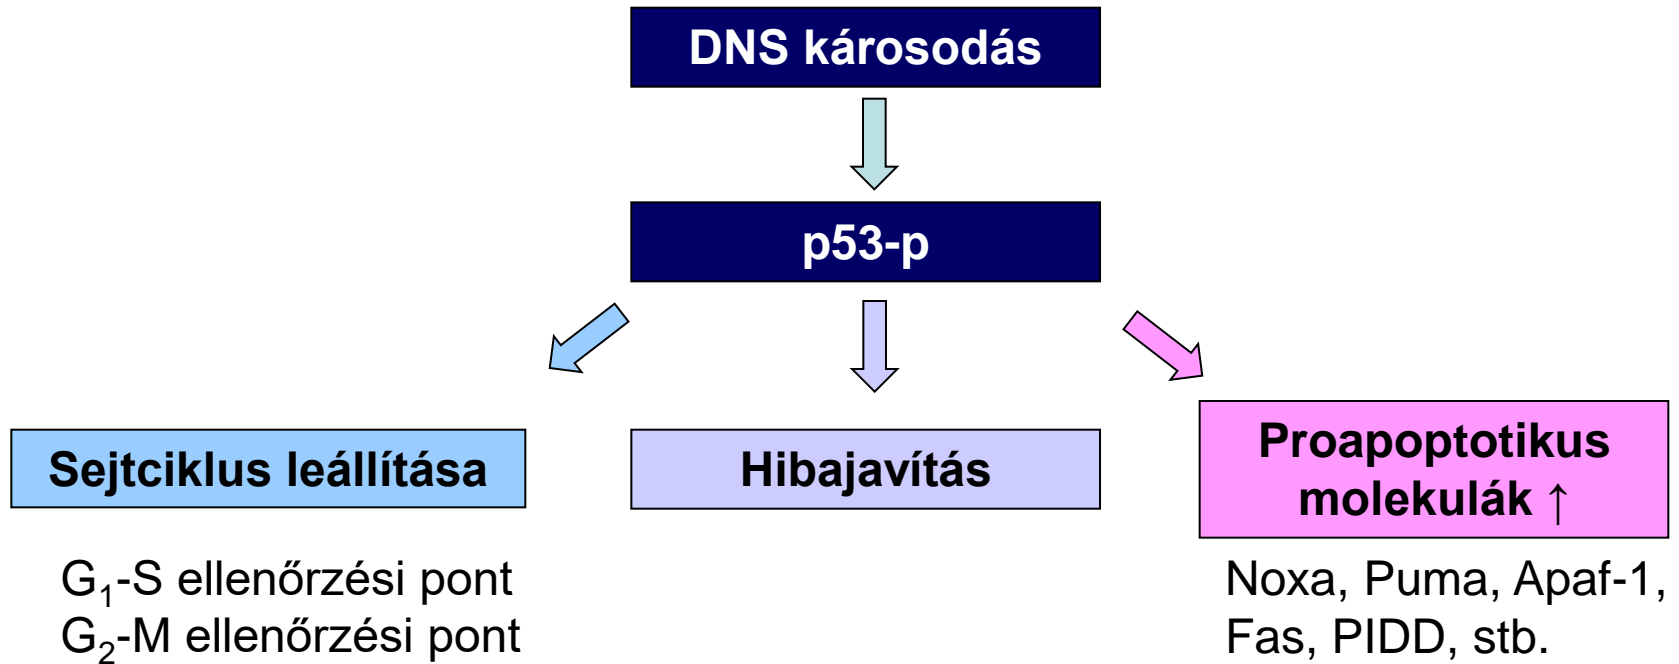 DNS károsodás
p53-p
Sejtciklus leállítása
Hibajavítás
Proapoptotikus
molekulák ↑
G₁-S ellenőrzési pont
G₂-M ellenőrzési pont
Noxa, Puma, Apaf-1,
Fas, PIDD, stb.